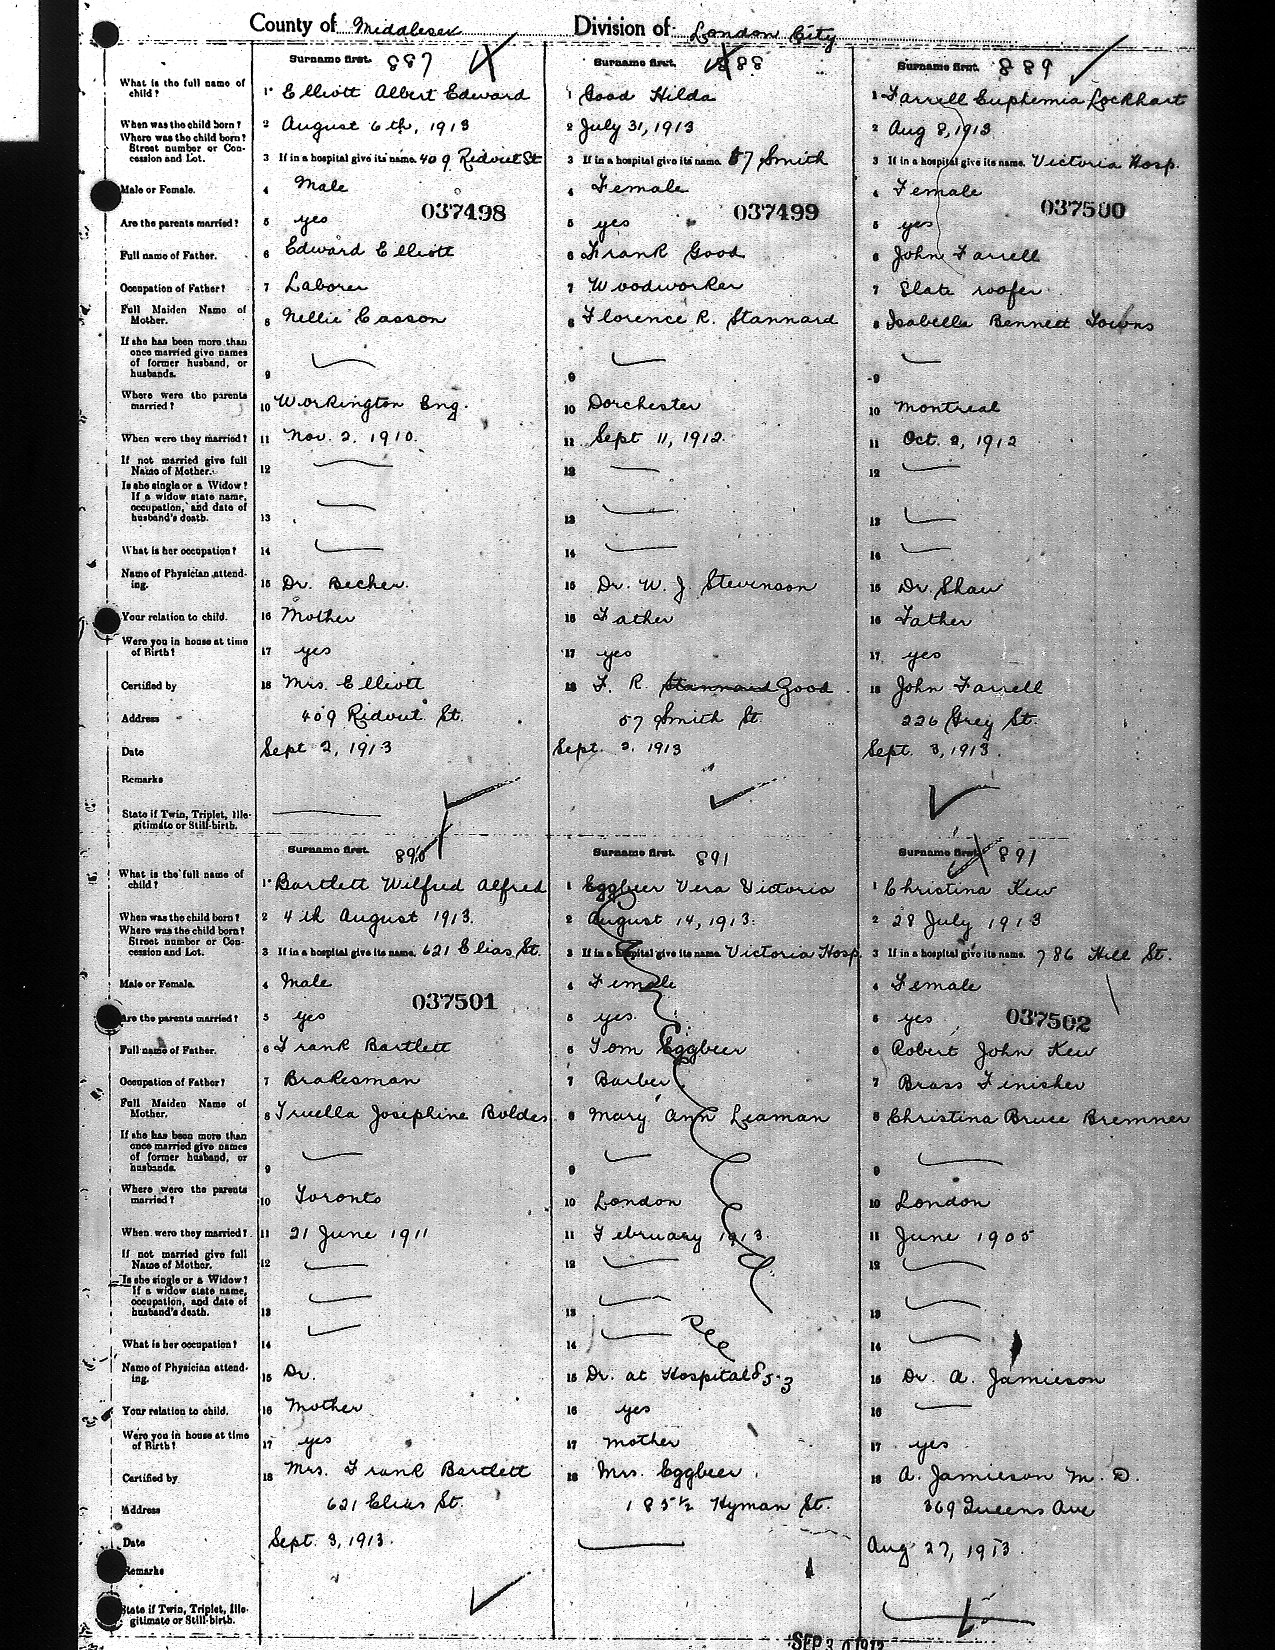 County of Middlesex Division of London City
Surname first. 887
What is the full name of child? 1 Elliott Albert Edward
When was the child born? 2 August 6th, 1913
Where was the child born? Street number or Concession and Lot. 3 If in a hospital give its name. 409 Ridout St
Male or Female. 4 Male
037498
Are the parents married? 5 yes
Full name of Father. 6 Edward Elliott
Occupation of Father? 7 Laborer
Full Maiden Name of Mother. 8 Nellie Casson
If she has been more than once married give names of former husband, or husbands. 9
Where were the parents married? 10 Workington Eng.
When were they married? 11 Nov. 2, 1910.
If not married give full Name of Mother. 12
Is she single or a Widow? If a widow state name, occupation, and date of husband's death. 13
What is her occupation? 14
Name of Physician attending. 15 Dr. Becher.
Your relation to child. 16 Mother
Were you in house at time of Birth? 17 yes
Certified by 18 Mrs. Elliott
Address 409 Ridout St.
Date Sept 2, 1913
Remarks
State if Twin, Triplet, Illegitimate or Still-birth.
Surname first. 888
1 Good Hilda
2 July 31, 1913
3 If in a hospital give its name. 57 Smith
4 Female
037499
5 yes
6 Frank Good
7 Woodworker
8 Florence R. Stannard
9
10 Dorchester
11 Sept 11, 1912.
12
13
14
15 Dr. W. J. Stevenson
16 Father
17 yes
18 F. R. Stannard Good
57 Smith St.
Sept. 2, 1913
Surname first. 889
1 Farrell Euphemia Lockhart
2 Aug 8, 1913
3 If in a hospital give its name. Victoria Hosp.
4 Female
037500
5 yes
6 John Farrell
7 Slate roofer
8 Isabella Bennett Towns
9
10 Montreal
11 Oct. 2, 1912
12
13
14
15 Dr Shaw
16 Father
17 yes
18 John Farrell
226 Grey St.
Sept. 3, 1913.
Surname first. 890
What is the full name of child? 1 Bartlett Wilfred Alfred
When was the child born? 2 4th August 1913.
Where was the child born? Street number or Concession and Lot. 3 If in a hospital give its name. 621 Elias St.
Male or Female. 4 Male
037501
Are the parents married? 5 yes
Full name of Father. 6 Frank Bartlett
Occupation of Father? 7 Brakesman
Full Maiden Name of Mother. 8 Truella Josephine Boldes
If she has been more than once married give names of former husband, or husbands. 9
Where were the parents married? 10 Toronto
When were they married? 11 21 June 1911
If not married give full Name of Mother. 12
Is she single or a Widow? If a widow state name, occupation, and date of husband's death. 13
What is her occupation? 14
Name of Physician attending. 15 Dr.
Your relation to child. 16 Mother
Were you in house at time of Birth? 17 yes
Certified by 18 Mrs. Frank Bartlett
Address 621 Elias St.
Date Sept. 3, 1913.
Remarks
State if Twin, Triplet, Illegitimate or Still-birth.
Surname first. 891
1 Eggbeer Vera Victoria
2 August 14, 1913.
3 If in a hospital give its name. Victoria Hosp.
4 Female
5 yes.
6 Tom Eggbeer
7 Barber
8 Mary Ann Leaman
9
10 London
11 February 1913.
12
13
14
See
15 Dr. at Hospital 853
16 yes
17 mother
18 Mrs. Eggbeer.
185½ Hyman St.
Surname first. 891
1 Christina Kew
2 28 July 1913
3 If in a hospital give its name. 786 Hill St.
4 Female
037502
5 yes
6 Robert John Kew
7 Brass Finisher
8 Christina Bruce Bremner
9
10 London
11 June 1905
12
13
14
15 Dr. A. Jamieson
16
17 yes
18 A. Jamieson M. D.
369 Queens Ave
Aug 27, 1913.
SEP 30 1913